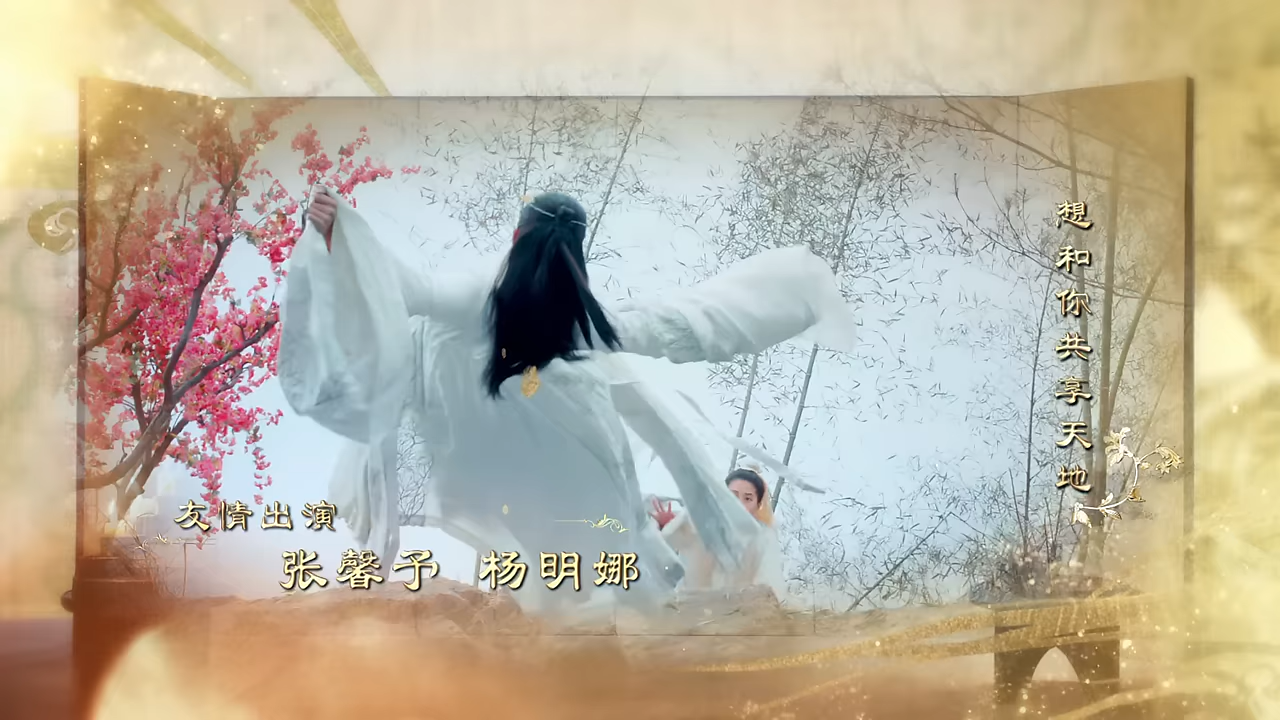 想和你共享天地
友情出演
张馨予 杨明娜